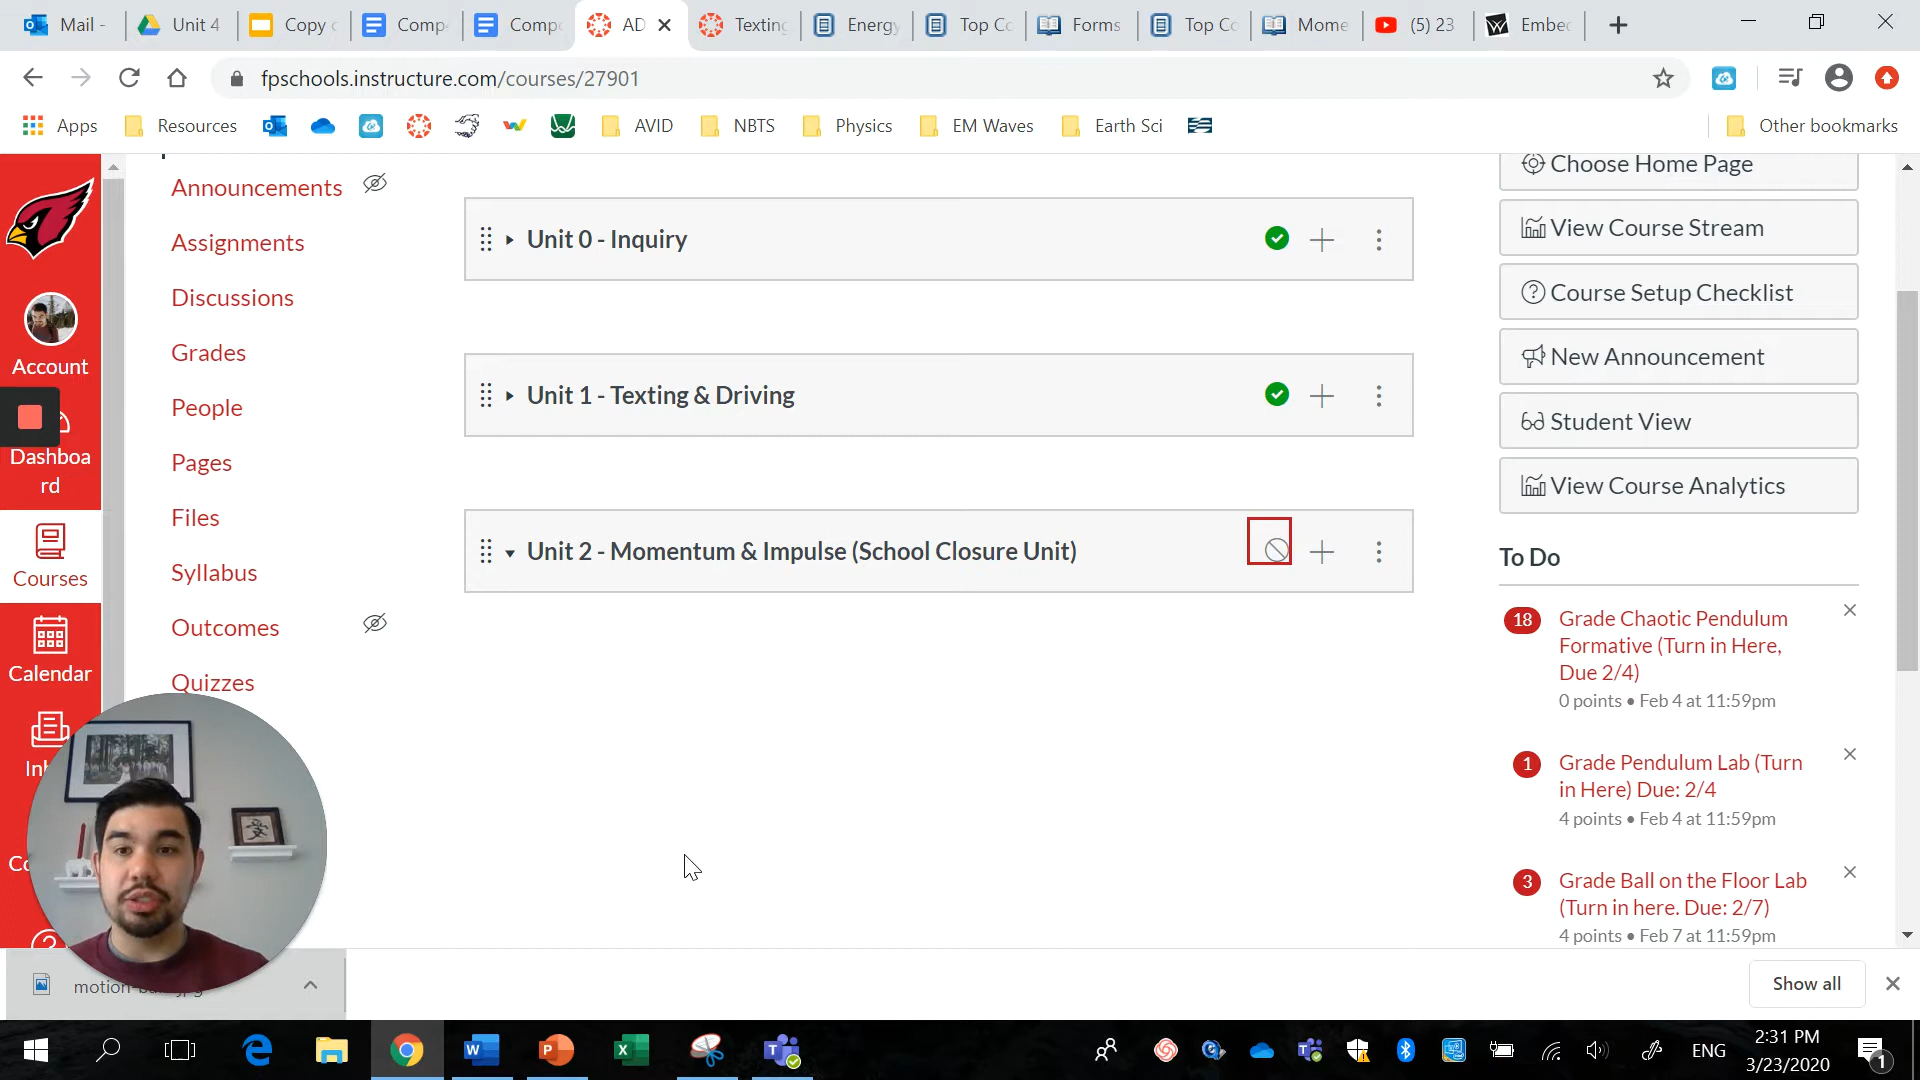 Mail -
Unit 4
Copy
Comp
Comp
AD
Texting
Energy
Top Co
Forms
Top Co
Mome
(5) 23
Embed
fpschools.instructure.com/courses/27901
Apps
Resources
AVID
NBTS
Physics
EM Waves
Earth Sci
Other bookmarks
Account
Dashboa
rd
Courses
Calendar
Announcements
Assignments
Discussions
Grades
People
Pages
Files
Syllabus
Outcomes
Quizzes
Unit 0 - Inquiry
Unit 1 - Texting & Driving
Unit 2 - Momentum & Impulse (School Closure Unit)
Choose Home Page
View Course Stream
Course Setup Checklist
New Announcement
Student View
View Course Analytics
To Do
18
Grade Chaotic Pendulum
Formative (Turn in Here,
Due 2/4)
0 points • Feb 4 at 11:59pm
1
Grade Pendulum Lab (Turn
in Here) Due: 2/4
4 points • Feb 4 at 11:59pm
3
Grade Ball on the Floor Lab
(Turn in here. Due: 2/7)
4 points • Feb 7 at 11:59pm
Show all
ENG
2:31 PM
3/23/2020
1